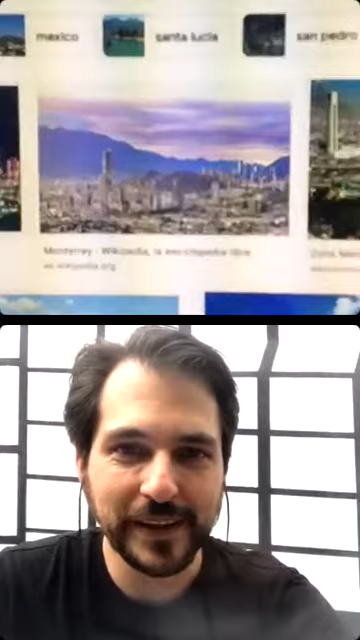 mexico
santa lucia
san pedro
Monterrey - Wikipedia, la enciclopedia libre
es.wikipedia.org